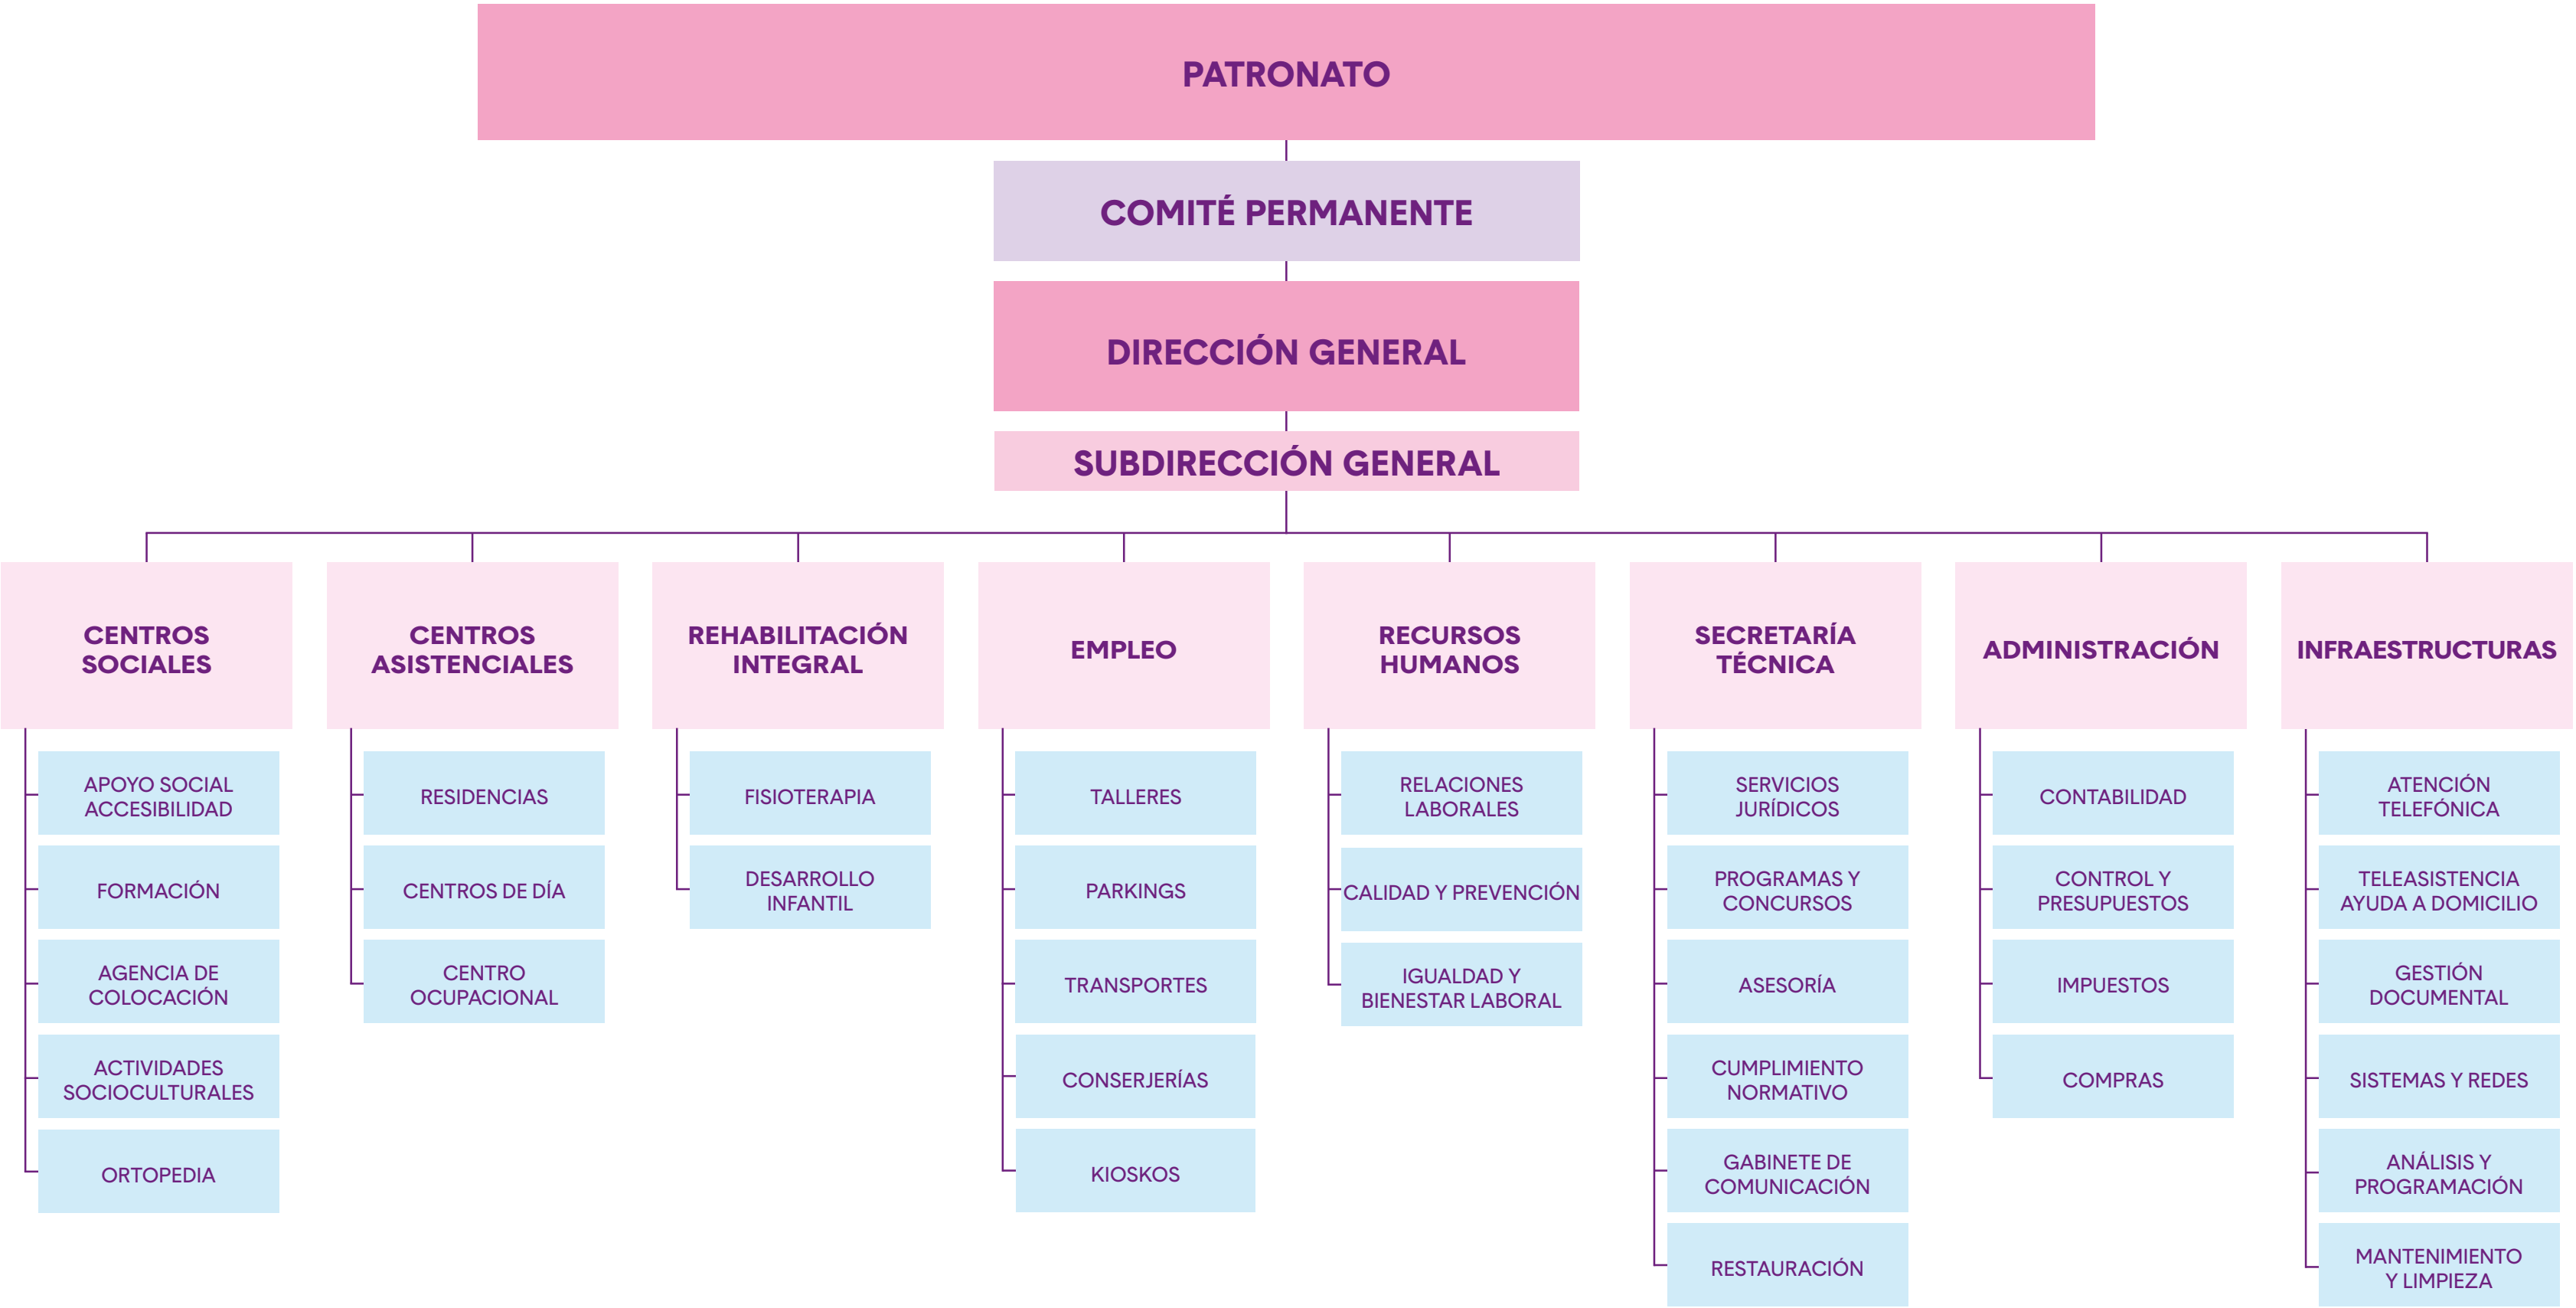 PATRONATO
COMITÉ PERMANENTE
DIRECCIÓN GENERAL
SUBDIRECCIÓN GENERAL
CENTROS
SOCIALES
APOYO SOCIAL
ACCESIBILIDAD
FORMACIÓN
AGENCIA DE
COLOCACIÓN
ACTIVIDADES
SOCIOCULTURALES
ORTOPEDIA
CENTROS
ASISTENCIALES
RESIDENCIAS
CENTROS DE DÍA
CENTRO
OCUPACIONAL
REHABILITACIÓN
INTEGRAL
FISIOTERAPIA
DESARROLLO
INFANTIL
EMPLEO
TALLERES
PARKINGS
TRANSPORTES
CONSERJERÍAS
KIOSKOS
RECURSOS
HUMANOS
RELACIONES
LABORALES
CALIDAD Y PREVENCIÓN
IGUALDAD Y
BIENESTAR LABORAL
SECRETARÍA
TÉCNICA
SERVICIOS
JURÍDICOS
PROGRAMAS Y
CONCURSOS
ASESORÍA
CUMPLIMIENTO
NORMATIVO
GABINETE DE
COMUNICACIÓN
RESTAURACIÓN
ADMINISTRACIÓN
CONTABILIDAD
CONTROL Y
PRESUPUESTOS
IMPUESTOS
COMPRAS
INFRAESTRUCTURAS
ATENCIÓN
TELEFÓNICA
TELEASISTENCIA
AYUDA A DOMICILIO
GESTIÓN
DOCUMENTAL
SISTEMAS Y REDES
ANÁLISIS Y
PROGRAMACIÓN
MANTENIMIENTO
Y LIMPIEZA